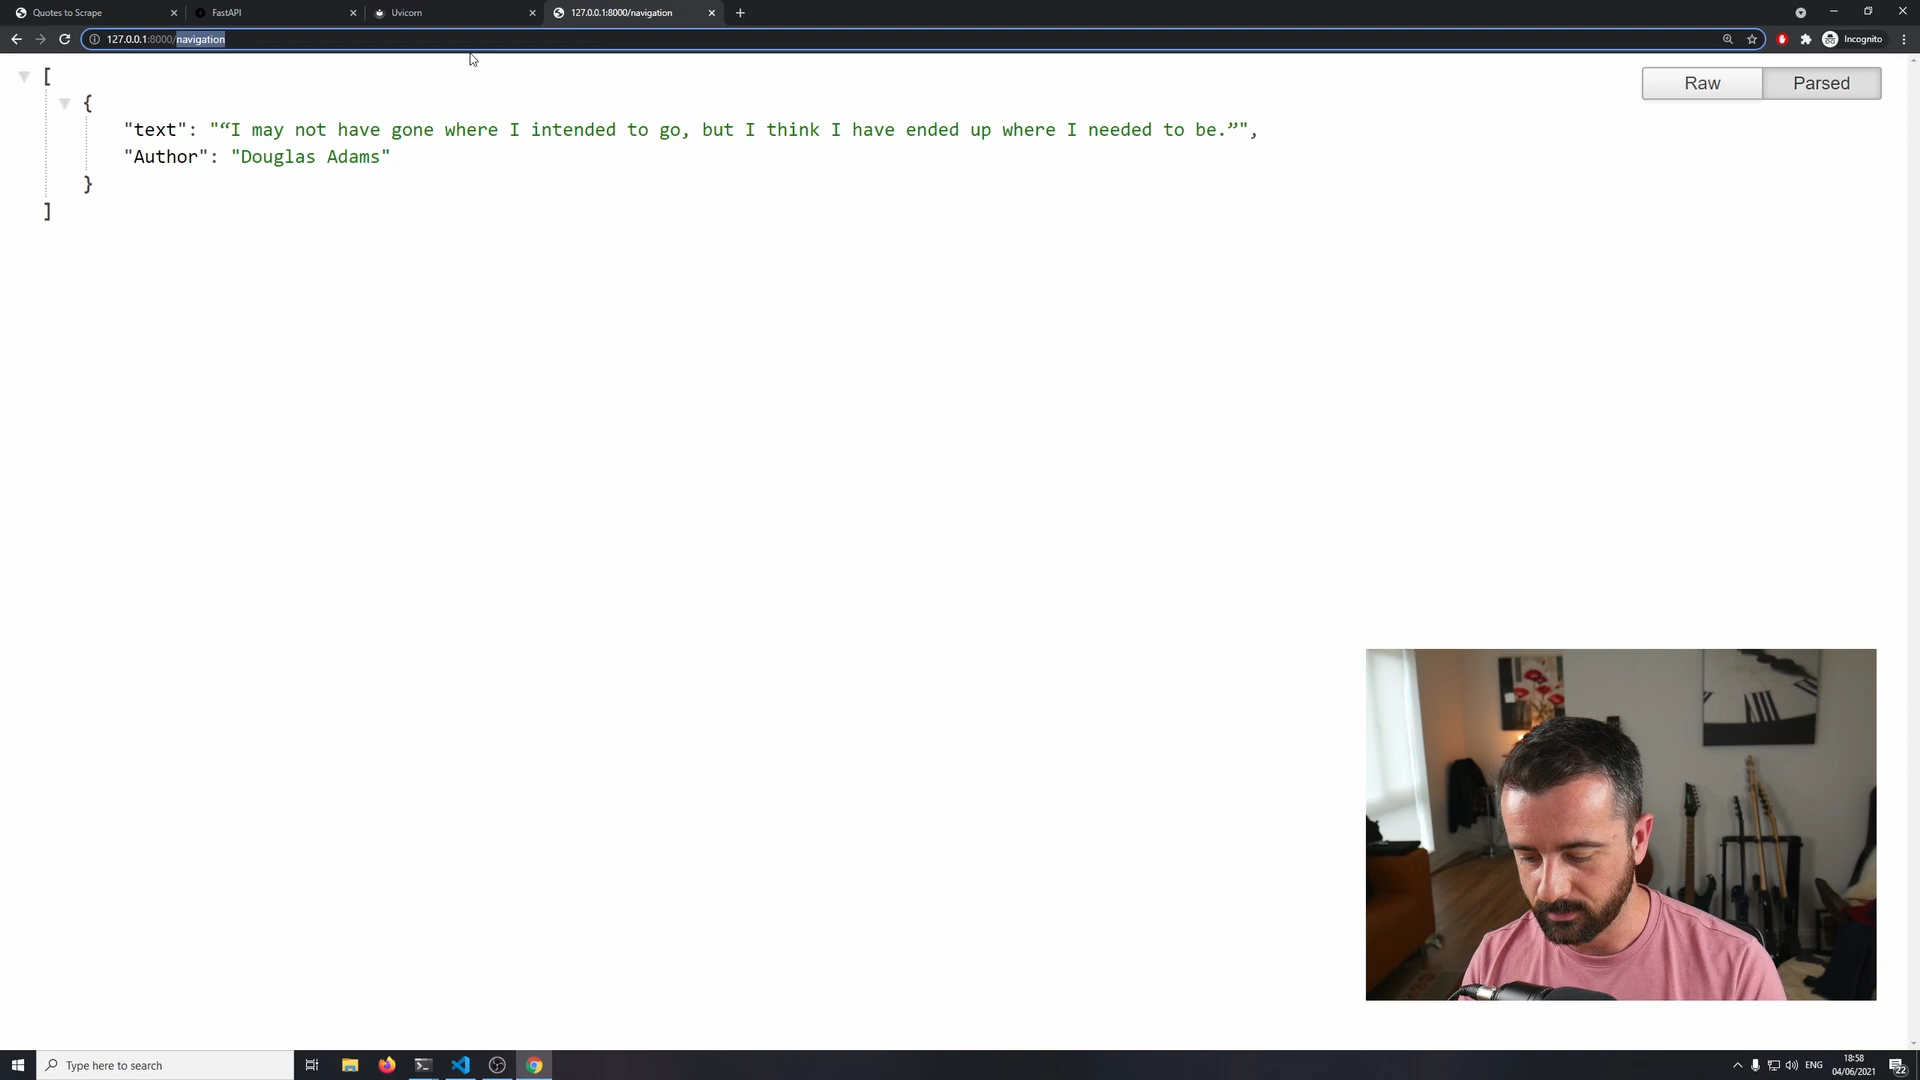 Quotes to Scrape
FastAPI
Uvicorn
127.0.0.1:8000/navigation
127.0.0.1:8000/navigation
Incognito
[
{
"text": "“I may not have gone where I intended to go, but I think I have ended up where I needed to be.”",
"Author": "Douglas Adams"
}
]
Raw
Parsed
Type here to search
ENG
18:58
04/06/2021
22